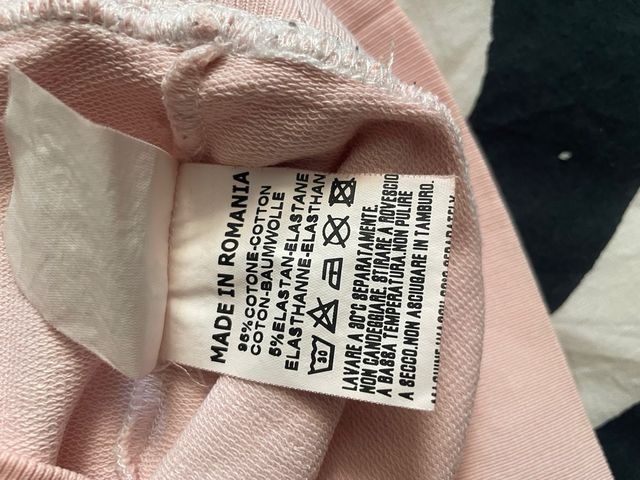 MADE IN ROMANIA
95% COTONE-COTTON
COTON-BAUMWOLLE
5% ELASTAN-ELASTANE
ELASTHANNE-ELASTHAN
30
LAVARE A 30°C SEPARATAMENTE.
NON CANDEGGIARE. STIRARE A ROVESCIO
A BASSA TEMPERATURA.NON PULIRE
A SECCO.NON ASCIUGARE IN TAMBURO.